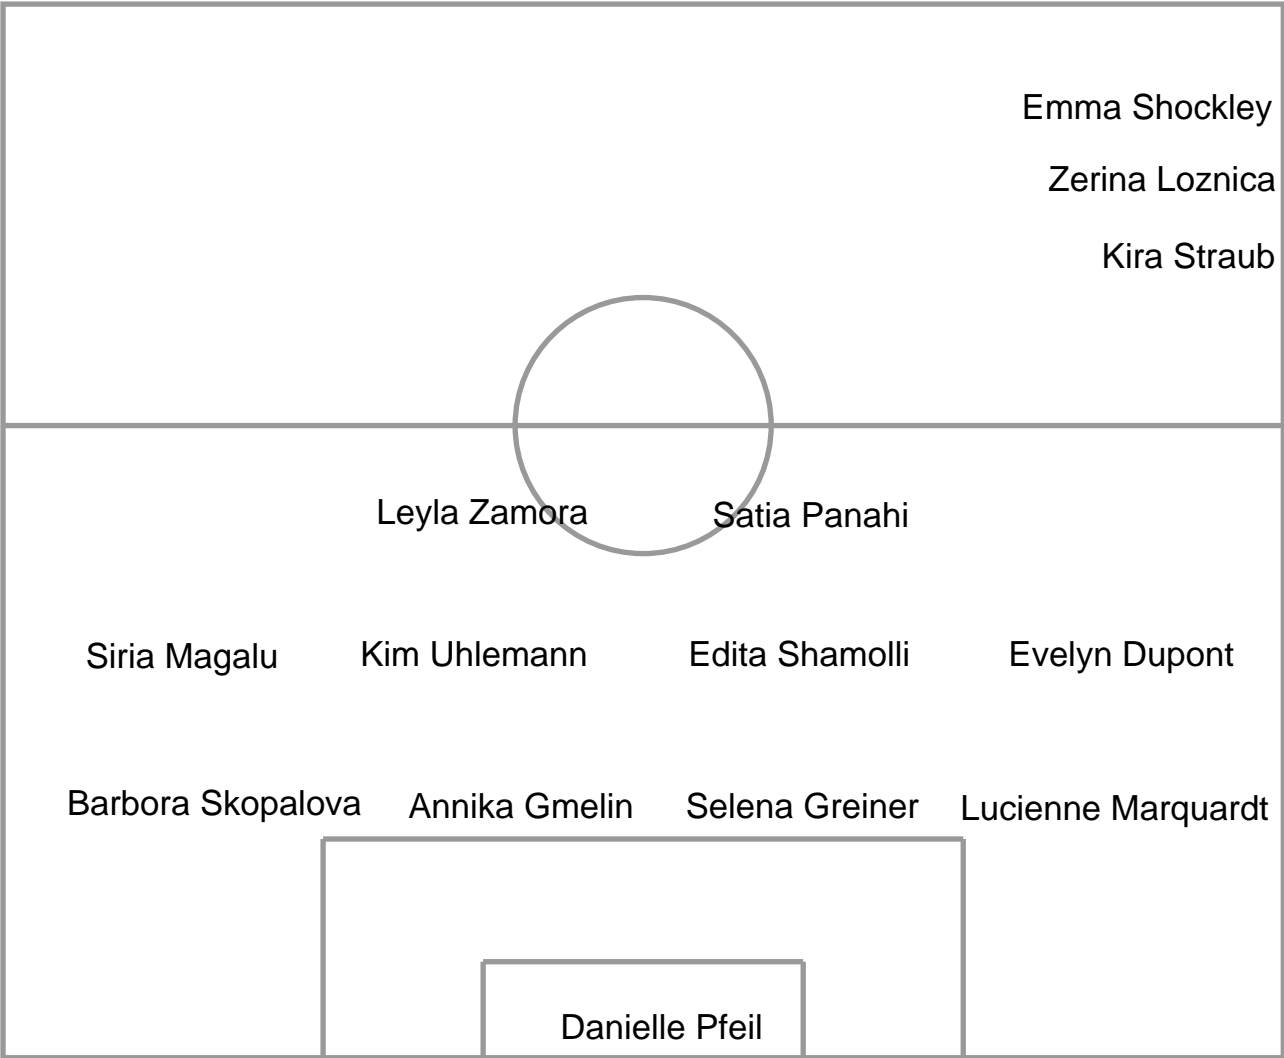 Emma Shockley
Zerina Loznica
Kira Straub
Leyla Zamora Satia Panahi
Siria Magalu Kim Uhlemann Edita Shamolli Evelyn Dupont
Barbora Skopalova Annika Gmelin Selena Greiner Lucienne Marquardt
Danielle Pfeil